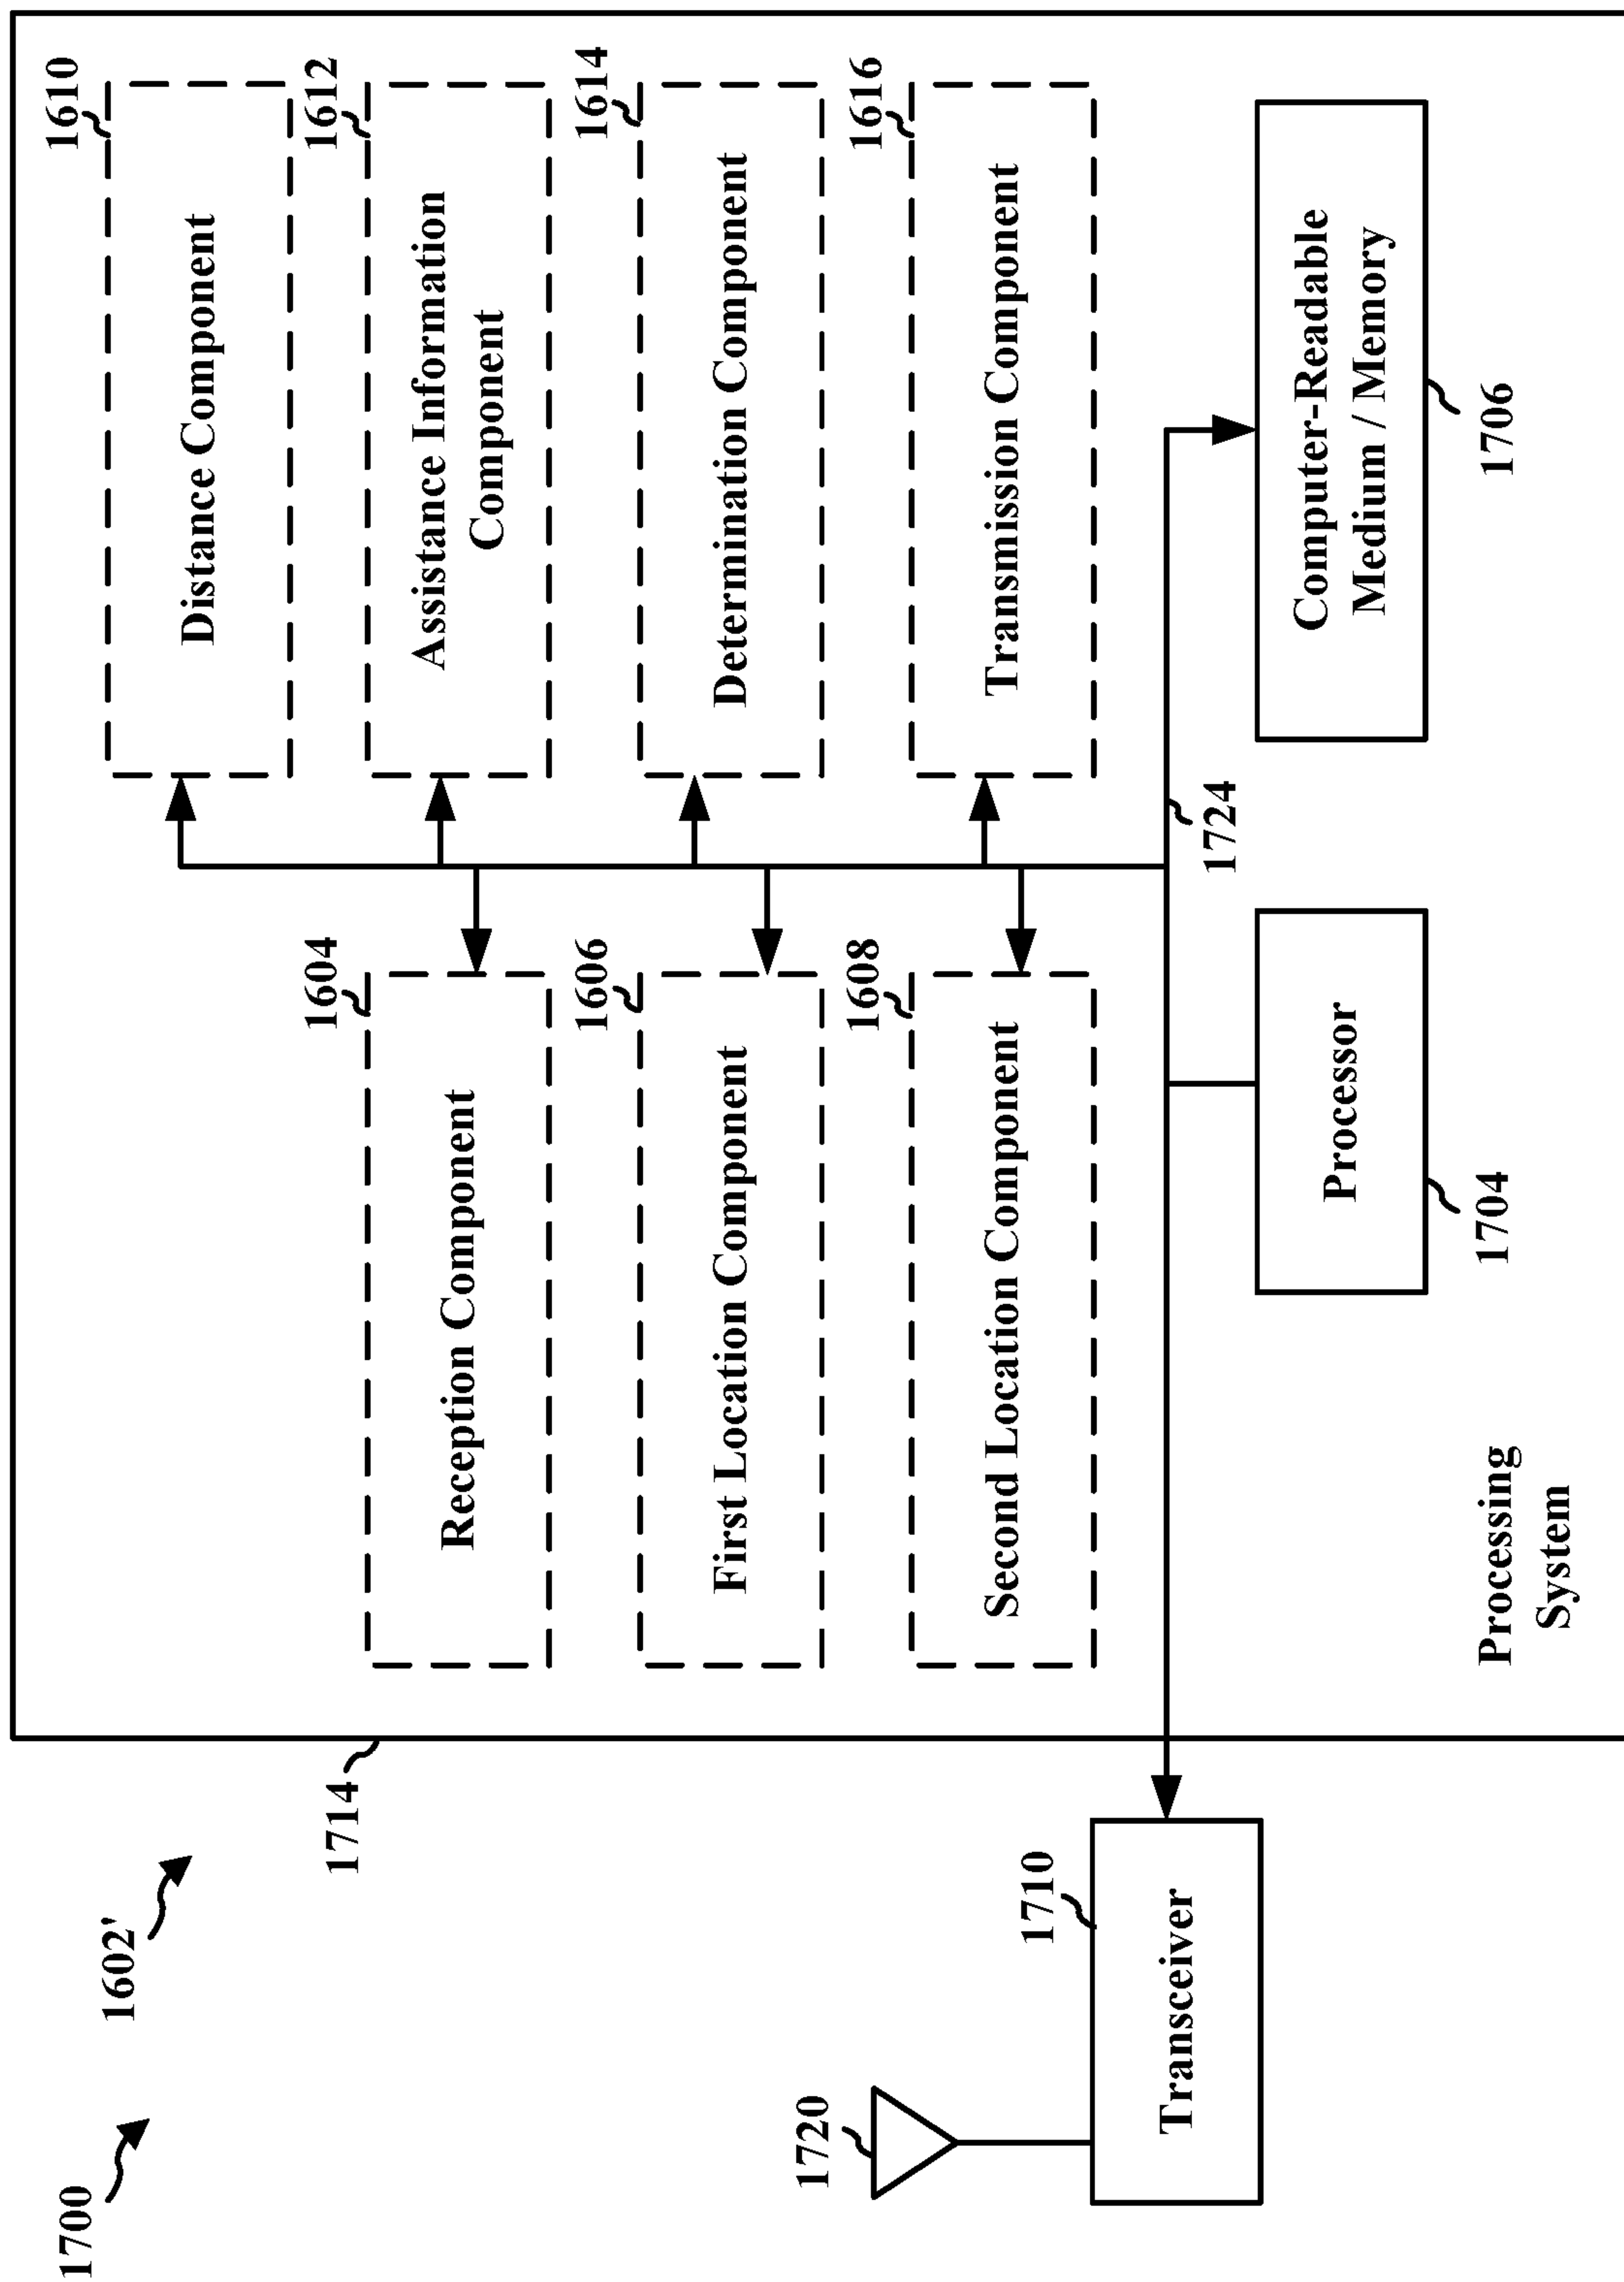 1700
1602'
1714
1610
Distance Component
1604
Reception Component
1612
Assistance Information
Component
1606
First Location Component
1614
Determination Component
1608
Second Location Component
1616
Transmission Component
1720
1710
Transceiver
1724
Processor
1704
Computer-Readable
Medium / Memory
1706
Processing
System